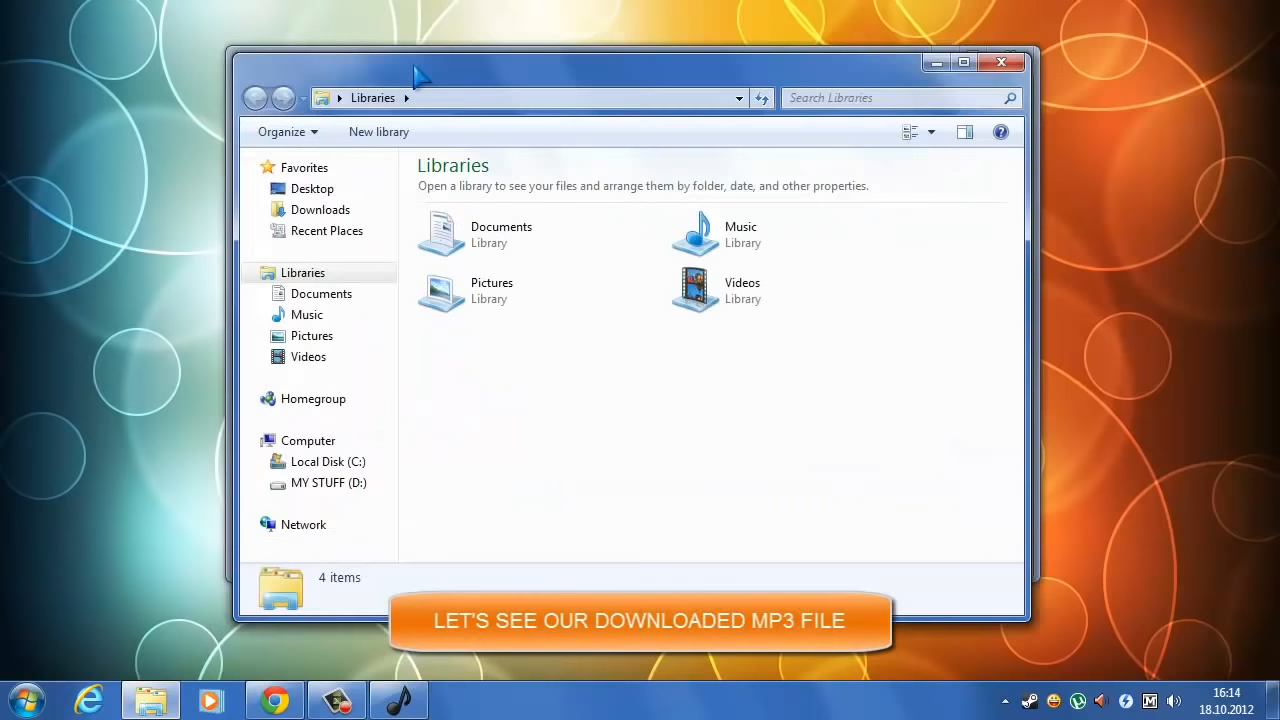 Libraries
Search Libraries
Organize
New library
Favorites
Desktop
Downloads
Recent Places
Libraries
Documents
Music
Pictures
Videos
Homegroup
Computer
Local Disk (C:)
MY STUFF (D:)
Network
Libraries
Open a library to see your files and arrange them by folder, date, and other properties.
Documents
Library
Music
Library
Pictures
Library
Videos
Library
4 items
LET'S SEE OUR DOWNLOADED MP3 FILE
16:14
18.10.2012